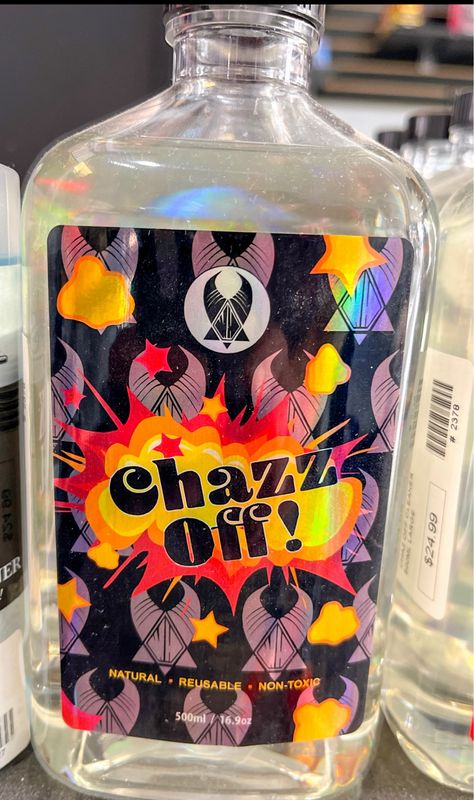 Chazz
Off!
NATURAL • REUSABLE • NON-TOXIC
500ml / 16.9oz
# 2378
$24.99